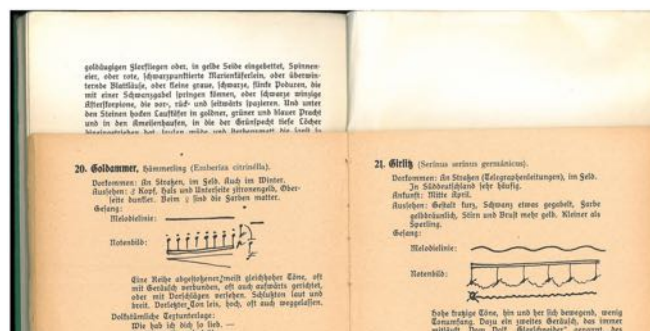 goldäugigen Florfliegen oder, in gelbe Seide eingebettet, Spinnen-
eier, oder rote, schwarzpunktierte Marienkäferlein, oder überwin-
ternde Blattläuse, oder kleine graue, schwarze, flinke Poduren, die
mit einer Schwanzgabel springen können, oder schwarze winzige
Afterskorpione, die vor-, rück- und seitwärts spazieren. Und unter
den Steinen hocken Laufkäfer in goldner, grüner und blauer Pracht
und in den Ameisenhaufen, in die der Grünspecht tiefe Löcher
20. Goldammer, Hämmerling (Emberiza citrinélla).
Vorkommen: An Straßen, im Feld. Auch im Winter.
Aussehen: ♂ Kopf, Hals und Unterseite zitronengelb, Ober-
seite dunkler. Beim ♀ sind die Farben matter.
Gesang:
Melodielinie:
Notenbild:
Eine Reihe abgestoßener, meist gleichhoher Töne, oft
mit Geräusch verbunden, oft auch aufwärts gerichtet,
oder mit Vorschlägen versehen. Schlußton laut und
breit. Vorletzter Ton leis, hoch, oft auch weggelassen.
Volkstümliche Textunterlage:
Wie hab ich dich so lieb. —
21. Girlitz (Serinus serinus germánicus).
Vorkommen: An Straßen (Telegraphenleitungen), im Feld.
In Süddeutschland sehr häufig.
Ankunft: Mitte April.
Aussehen: Gestalt kurz, Schwanz etwas gegabelt, Farbe
gelbbräunlich, Stirn und Brust mehr gelb. Kleiner als
Sperling.
Gesang:
Melodielinie:
Notenbild:
Hohe kratzige Töne, hin und her sich bewegend, wenig
Tonumfang. Dazu ein zweites Geräusch, das immer